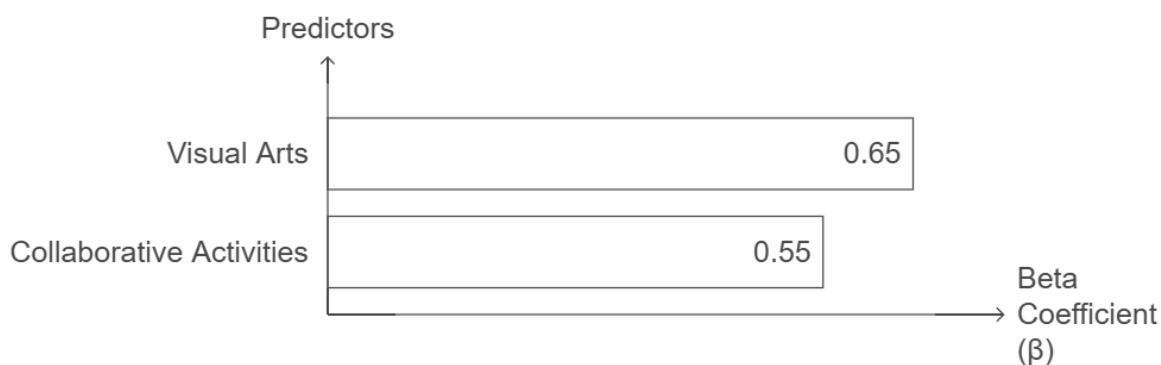 Predictors
Visual Arts
0.65
Collaborative Activities
0.55
Beta
Coefficient
(β)